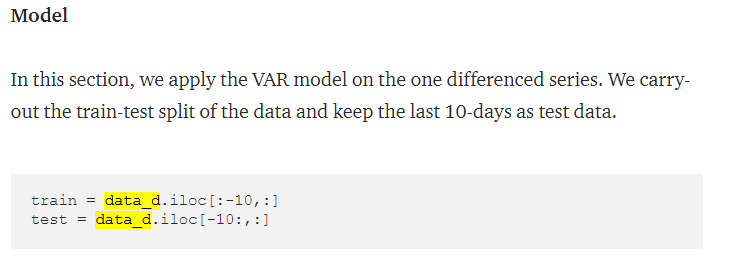 Model
In this section, we apply the VAR model on the one differenced series. We carry-
out the train-test split of the data and keep the last 10-days as test data.
train = data_d.iloc[:-10,:]
test = data_d.iloc[-10:,:]